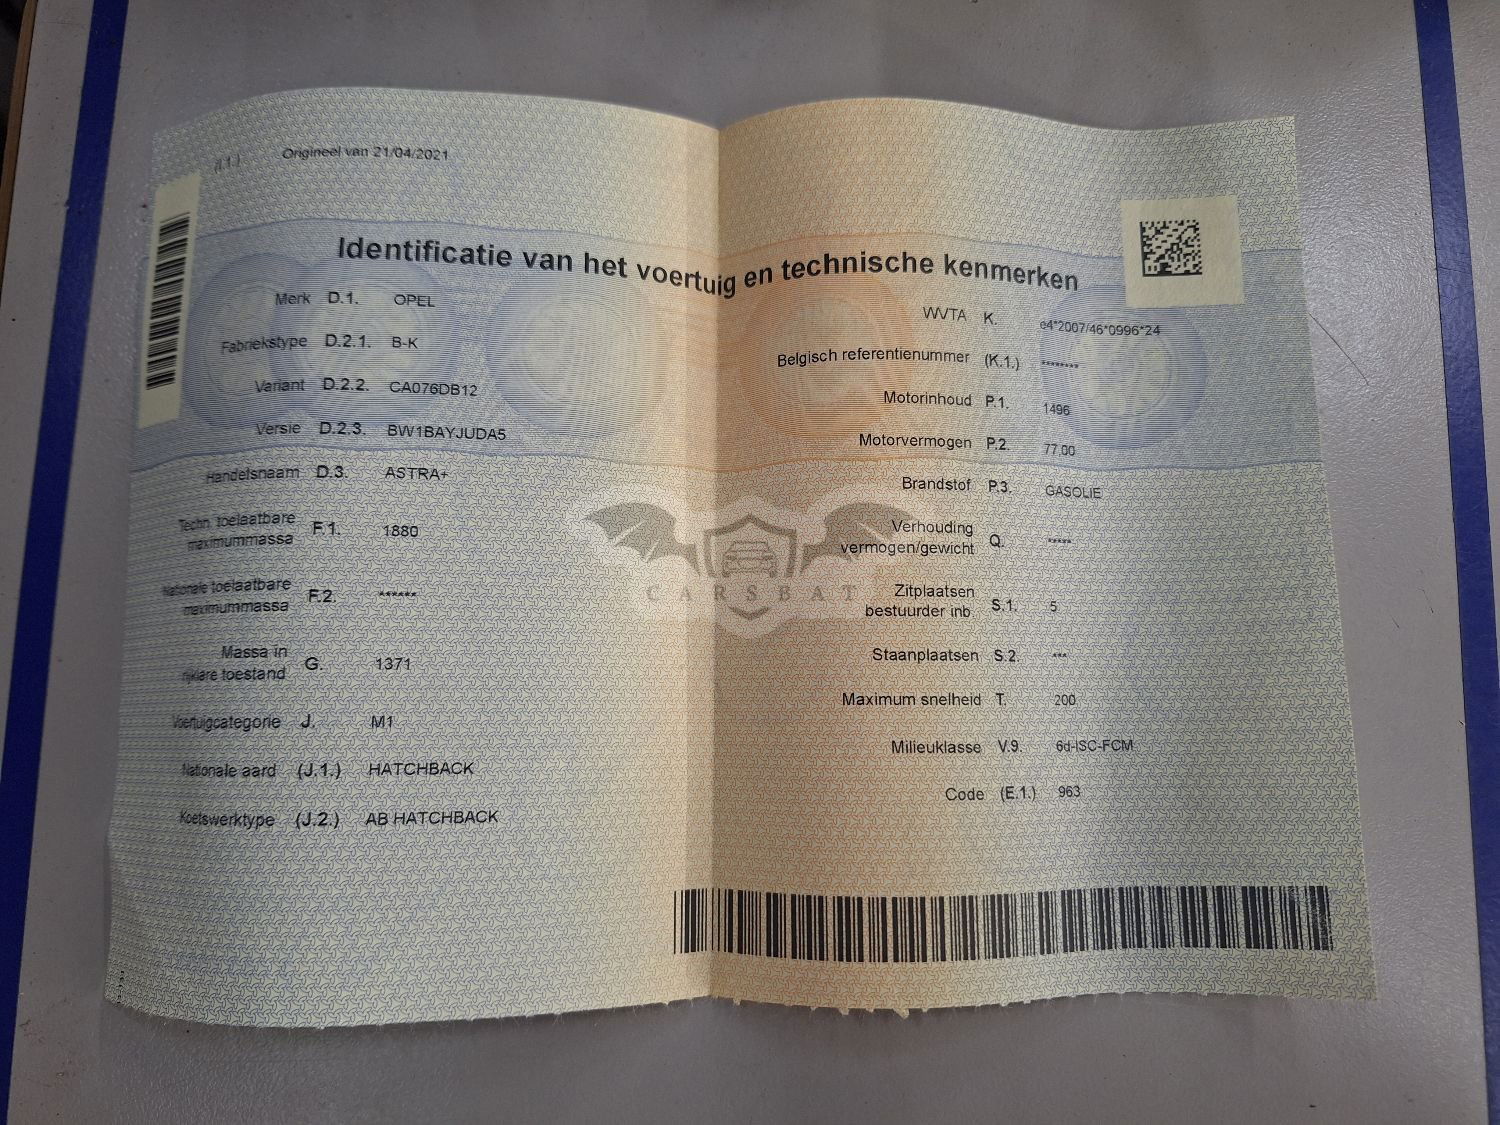 (I.1.) Origineel van 21/04/2021
Identificatie van het voertuig en technische kenmerken
Merk D.1. OPEL
Fabriekstype D.2.1. B-K
Variant D.2.2. CA076DB12
Versie D.2.3. BW1BAYJUDA5
Handelsnaam D.3. ASTRA+
Techn. toelaatbare
maximummassa F.1. 1880
Nationale toelaatbare
maximummassa F.2. ******
Massa in
rijklare toestand G. 1371
Voertuigcategorie J. M1
Nationale aard (J.1.) HATCHBACK
Koetswerktype (J.2.) AB HATCHBACK
WVTA K. e4*2007/46*0996*24
Belgisch referentienummer (K.1.) ********
Motorinhoud P.1. 1496
Motorvermogen P.2. 77,00
Brandstof P.3. GASOLIE
Verhouding
vermogen/gewicht Q. *****
Zitplaatsen
bestuurder inb. S.1. 5
Staanplaatsen S.2. ***
Maximum snelheid T. 200
Milieuklasse V.9. 6d-ISC-FCM
Code (E.1.) 963
CARSBAT